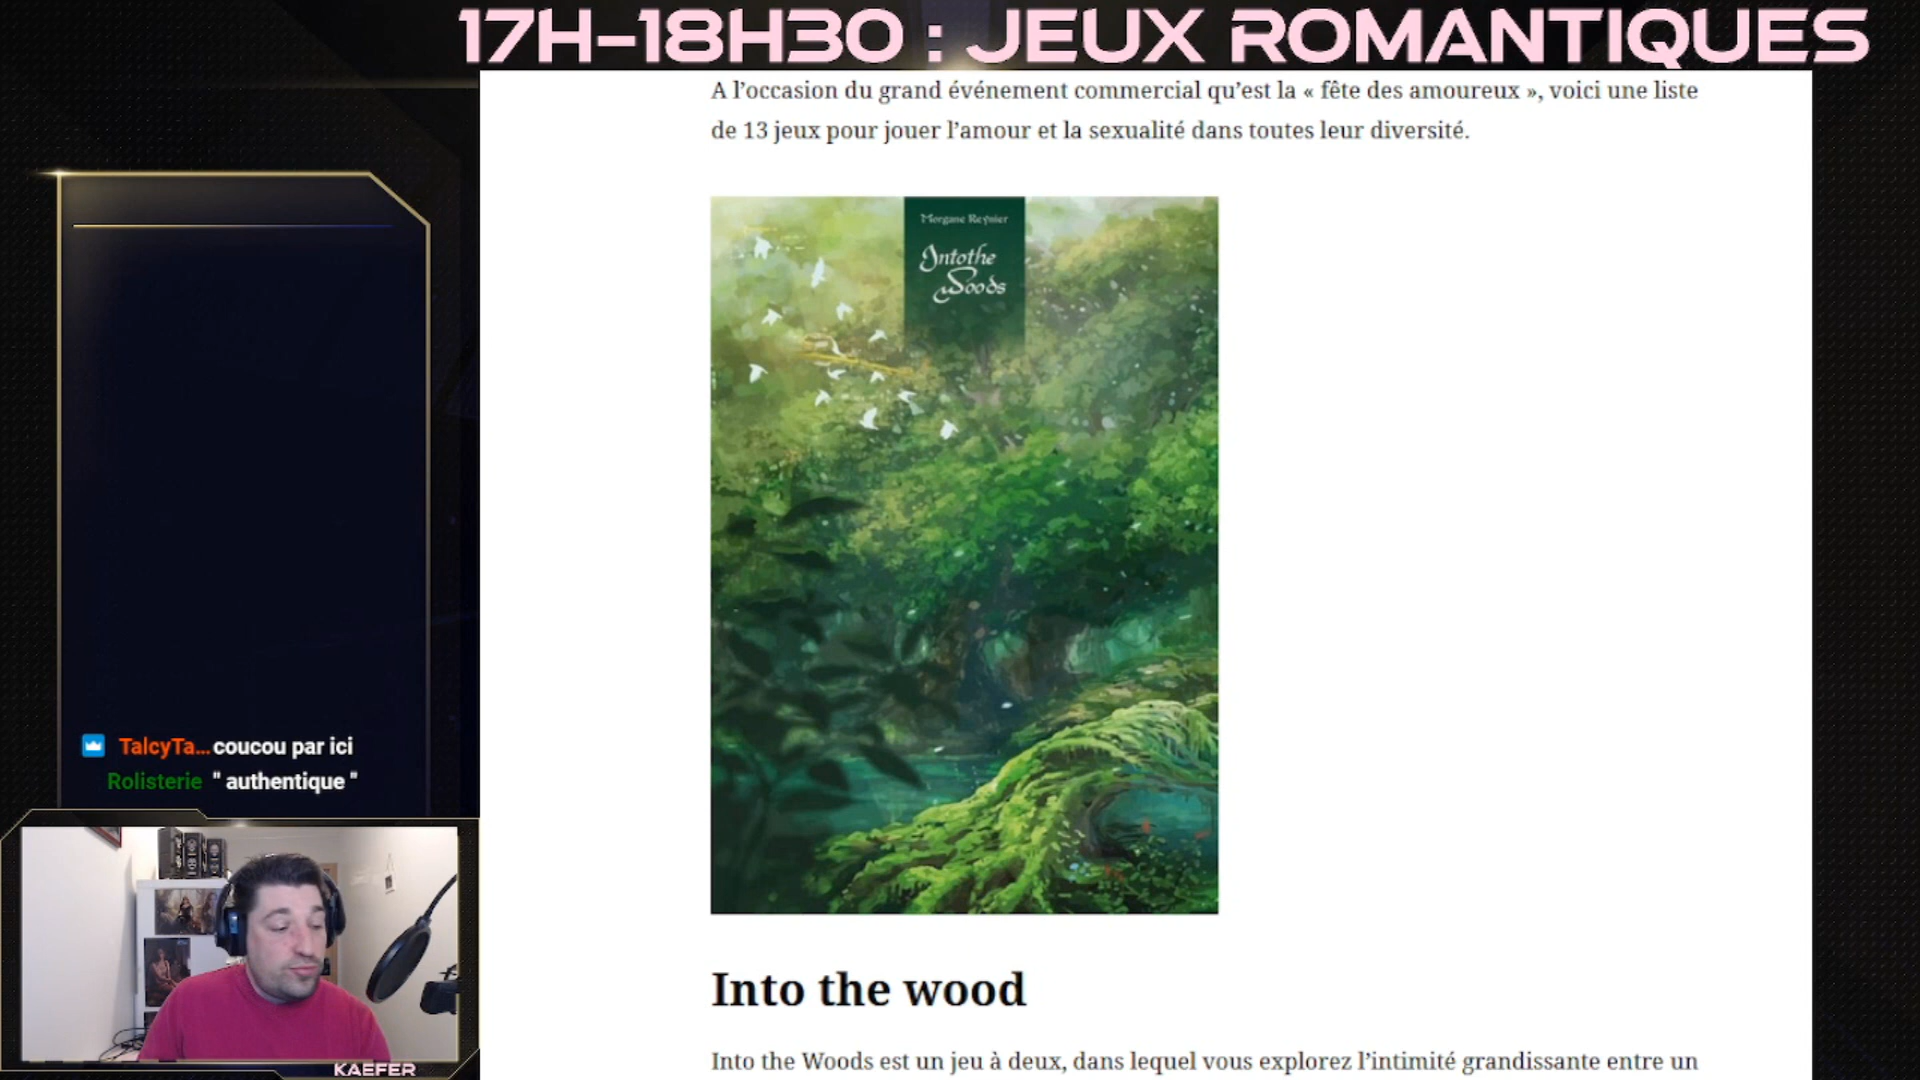 17H-18H30 : JEUX ROMANTIQUES
A l’occasion du grand événement commercial qu’est la « fête des amoureux », voici une liste
de 13 jeux pour jouer l’amour et la sexualité dans toutes leur diversité.
Morgane Reynier
Into the
Woods
TalcyTa... coucou par ici
Rolisterie " authentique "
KAEFER
Into the wood
Into the Woods est un jeu à deux, dans lequel vous explorez l’intimité grandissante entre un